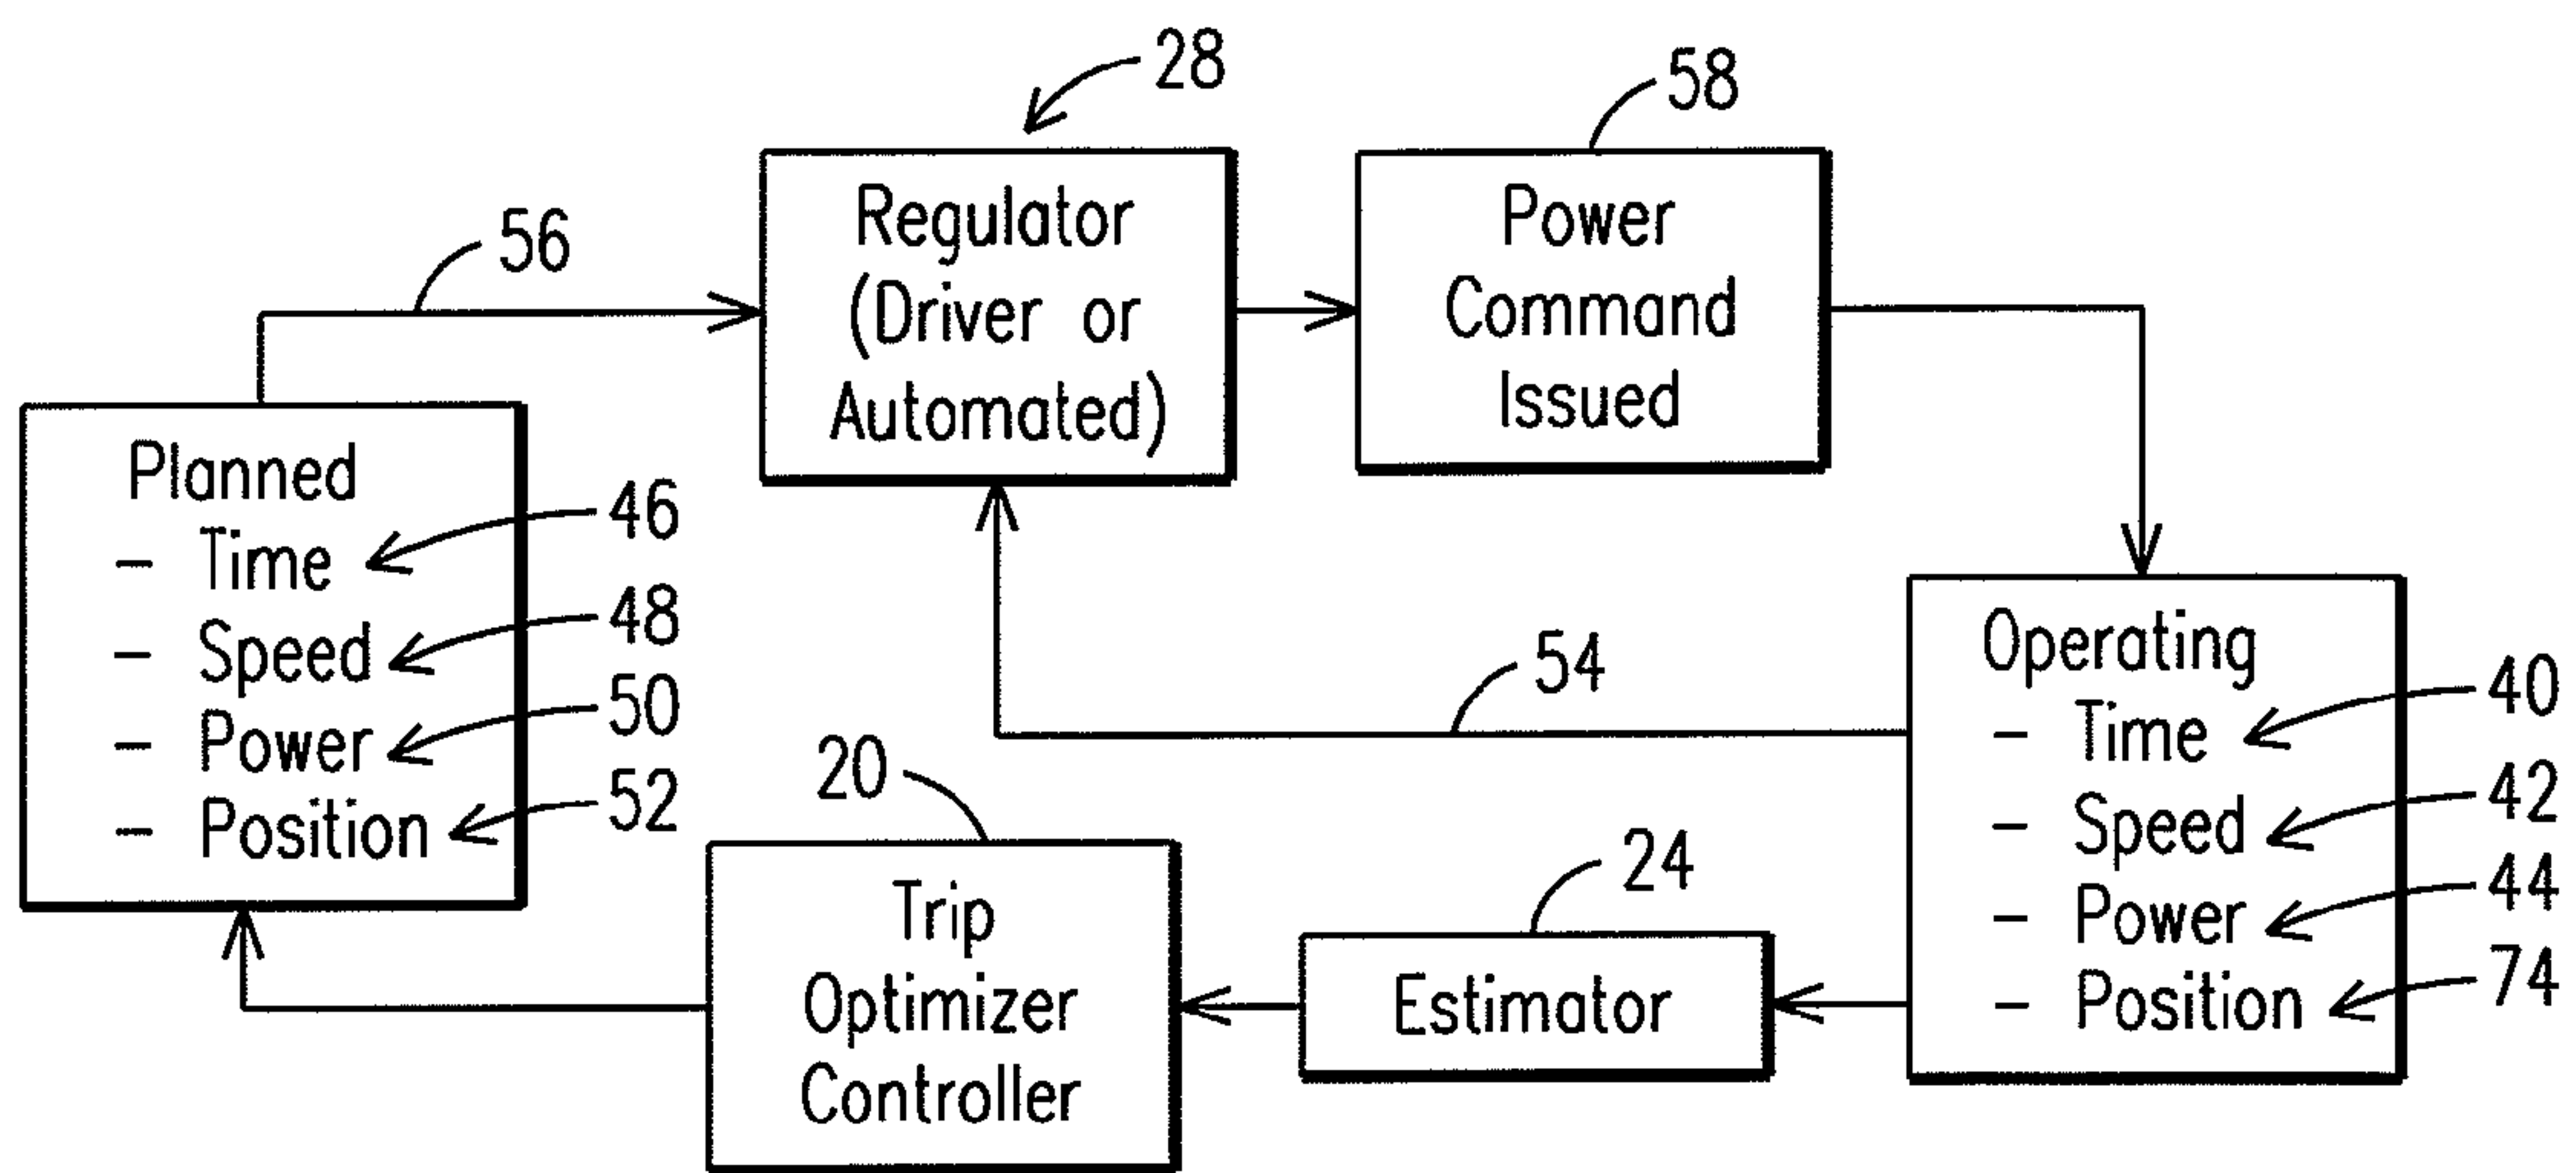 28
58
56
Regulator
(Driver or
Automated)
Power
Command
Issued
Planned
- Time
- Speed
- Power
- Position
46
48
50
52
54
Operating
- Time
- Speed
- Power
- Position
40
42
44
74
20
Trip
Optimizer
Controller
24
Estimator